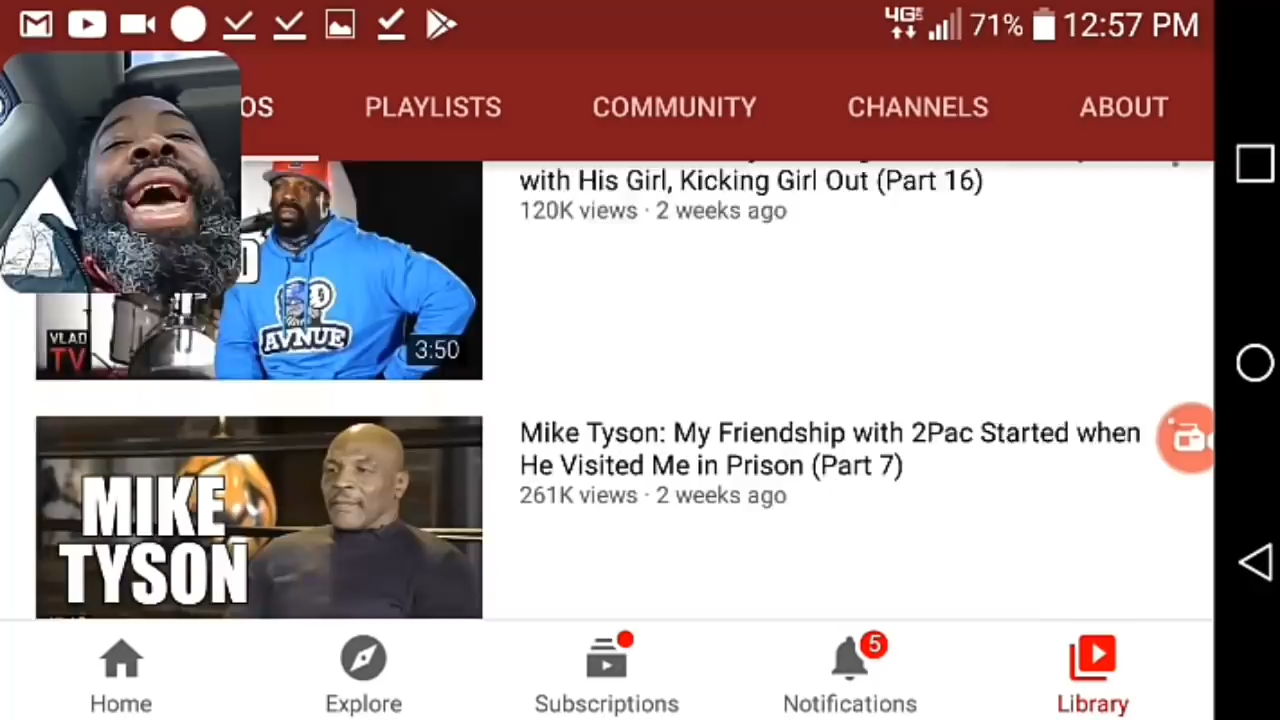 4G 71% 12:57 PM
OS PLAYLISTS COMMUNITY CHANNELS ABOUT
with His Girl, Kicking Girl Out (Part 16)
120K views · 2 weeks ago
AVNUE
VLAD
TV
3:50
Mike Tyson: My Friendship with 2Pac Started when
He Visited Me in Prison (Part 7)
261K views · 2 weeks ago
MIKE
TYSON
5
Home Explore Subscriptions Notifications Library